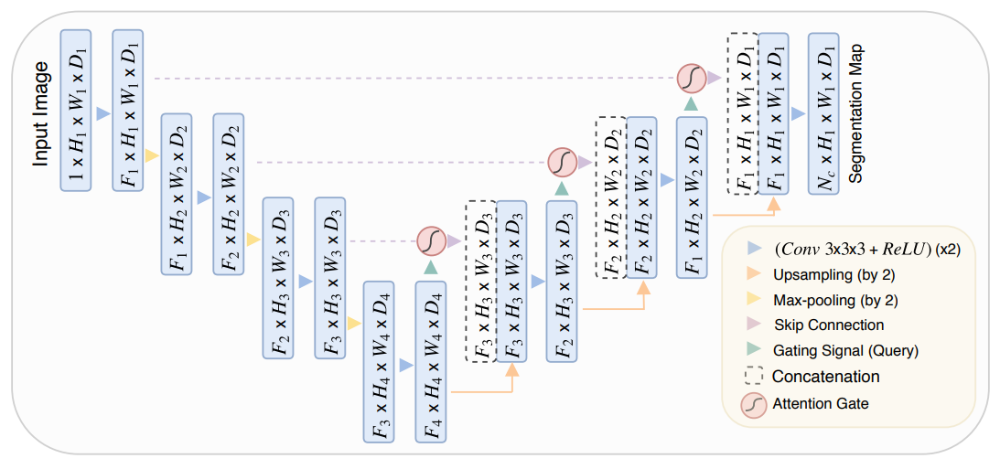 Input Image
1 x H₁ x W₁ x D₁
F₁ x H₁ x W₁ x D₁
F₁ x H₂ x W₂ x D₂
F₂ x H₂ x W₂ x D₂
F₂ x H₃ x W₃ x D₃
F₃ x H₃ x W₃ x D₃
F₃ x H₄ x W₄ x D₄
F₄ x H₄ x W₄ x D₄
F₃ x H₃ x W₃ x D₃
F₃ x H₃ x W₃ x D₃
F₂ x H₃ x W₃ x D₃
F₂ x H₂ x W₂ x D₂
F₂ x H₂ x W₂ x D₂
F₁ x H₂ x W₂ x D₂
F₁ x H₁ x W₁ x D₁
F₁ x H₁ x W₁ x D₁
N_c x H₁ x W₁ x D₁
Segmentation Map
(Conv 3x3x3 + ReLU) (x2)
Upsampling (by 2)
Max-pooling (by 2)
Skip Connection
Gating Signal (Query)
Concatenation
Attention Gate